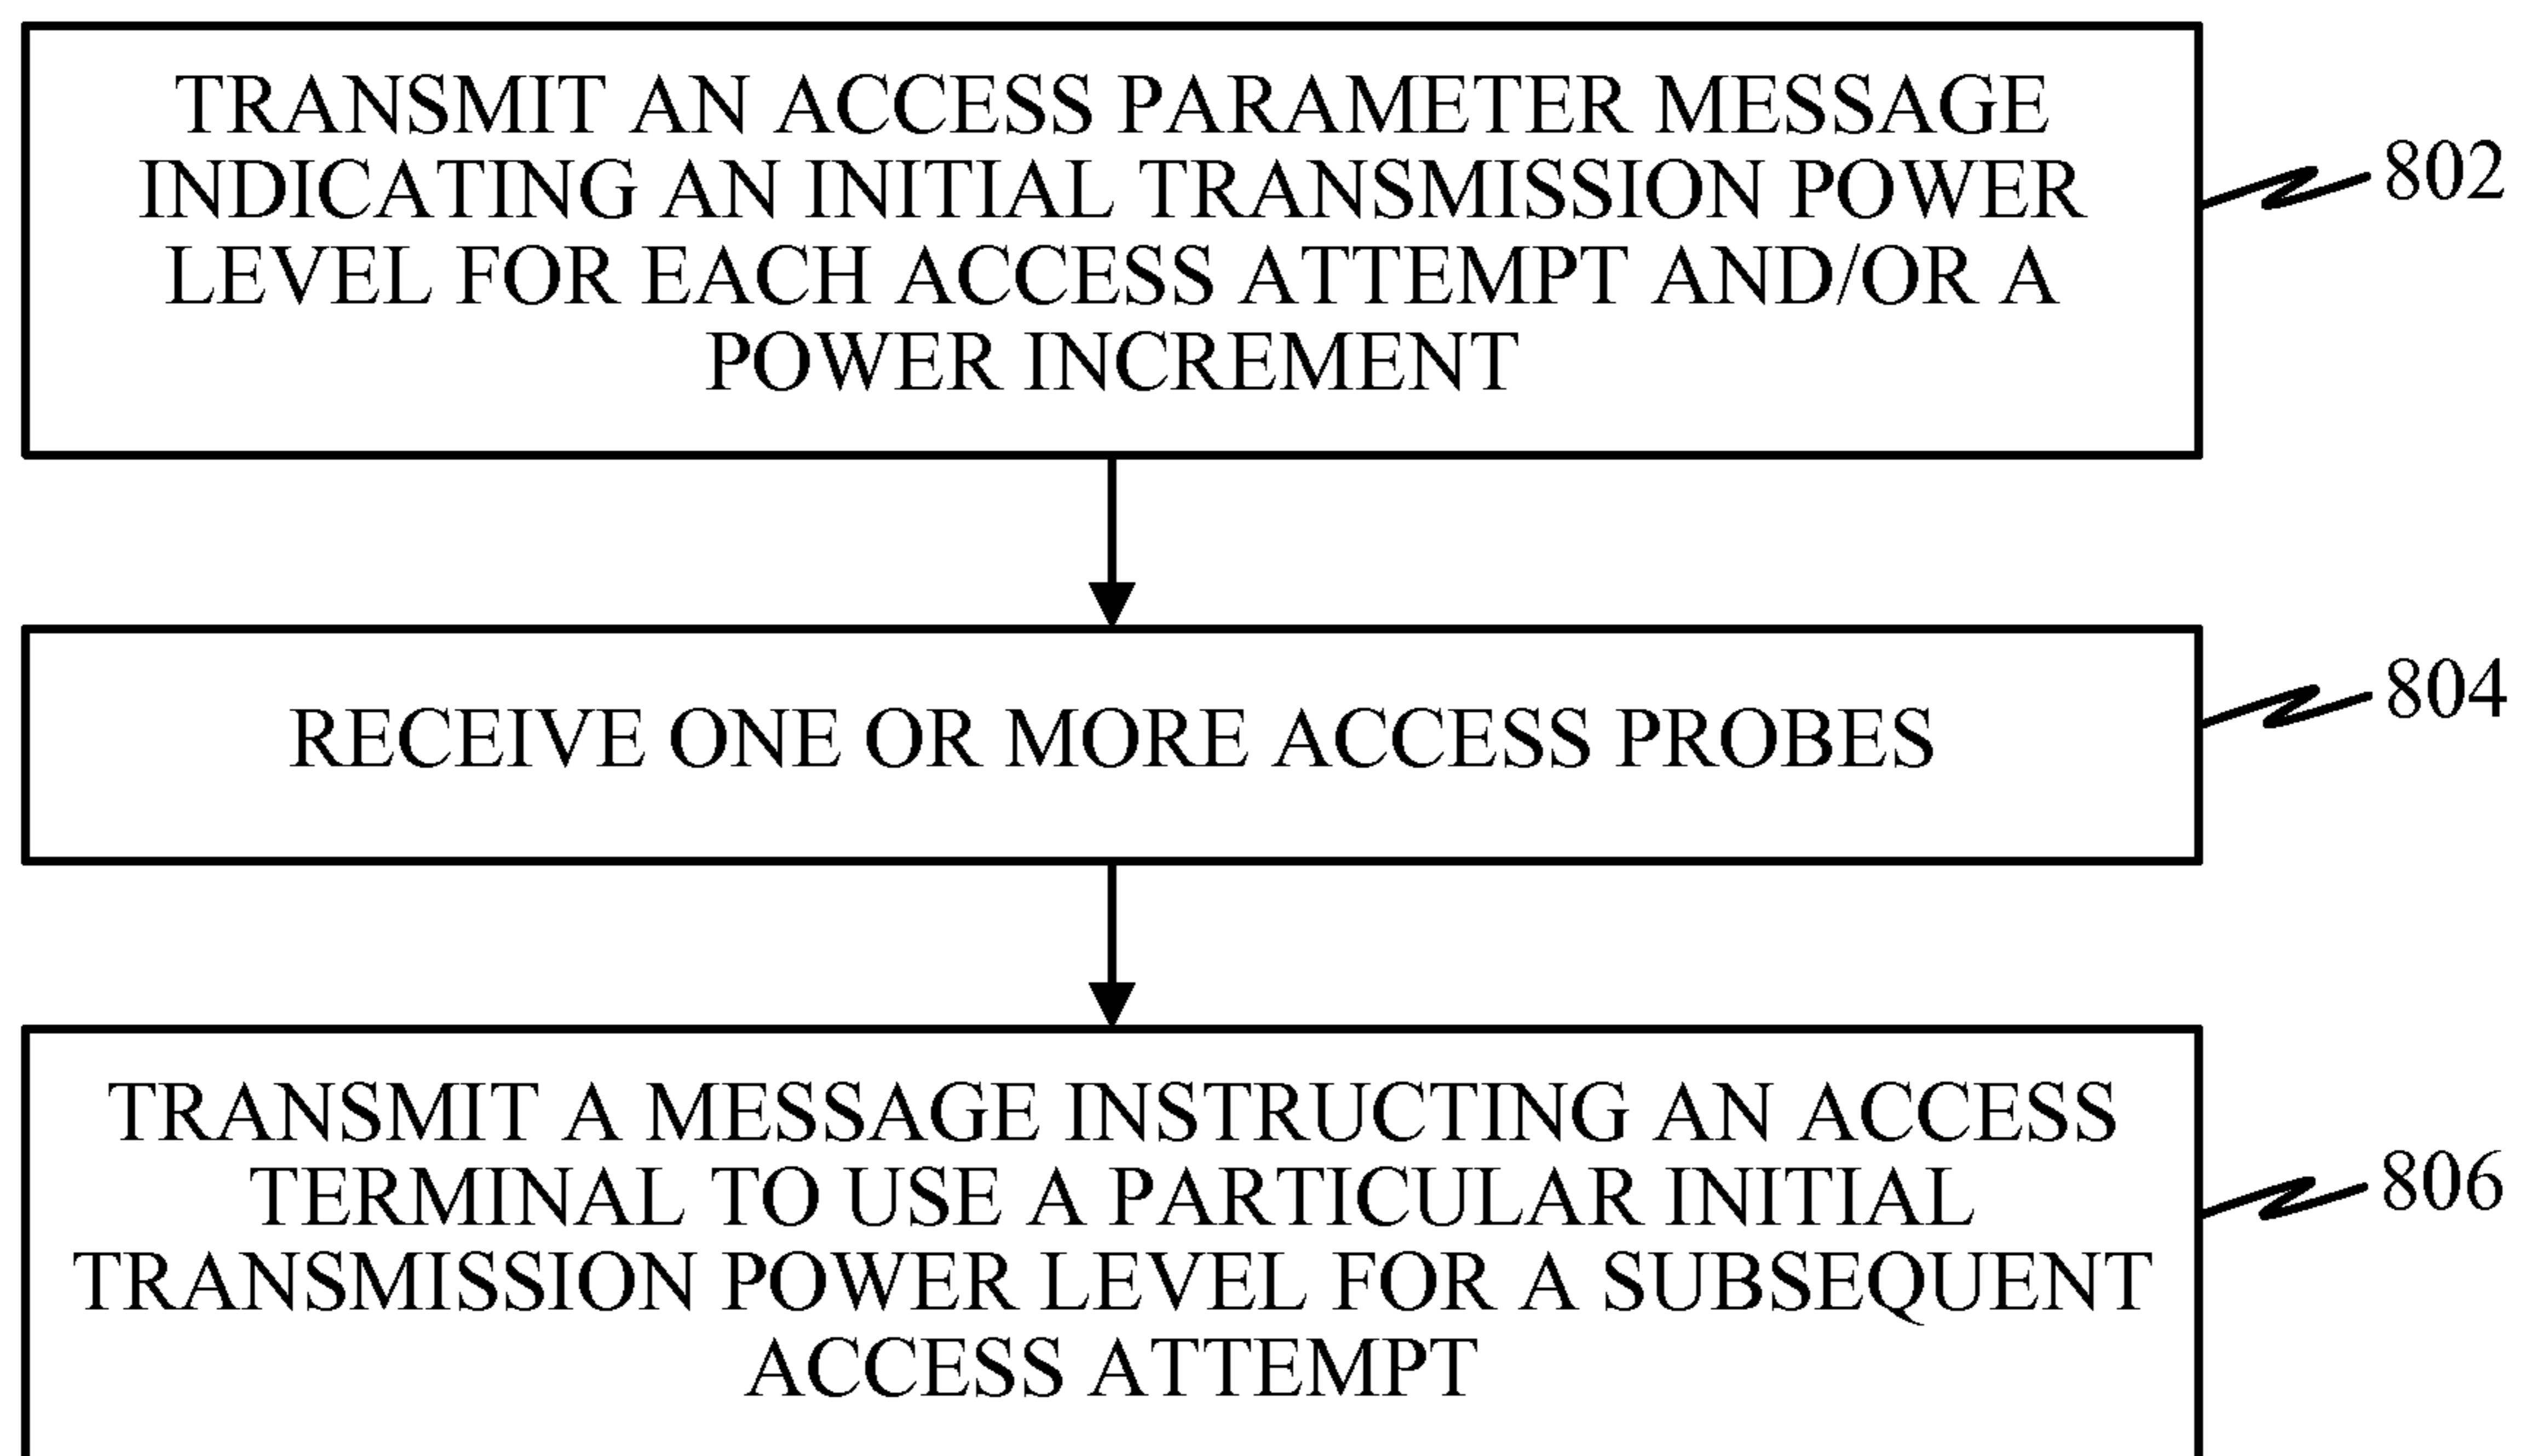 TRANSMIT AN ACCESS PARAMETER MESSAGE
INDICATING AN INITIAL TRANSMISSION POWER
LEVEL FOR EACH ACCESS ATTEMPT AND/OR A
POWER INCREMENT
802
RECEIVE ONE OR MORE ACCESS PROBES
804
TRANSMIT A MESSAGE INSTRUCTING AN ACCESS
TERMINAL TO USE A PARTICULAR INITIAL
TRANSMISSION POWER LEVEL FOR A SUBSEQUENT
ACCESS ATTEMPT
806